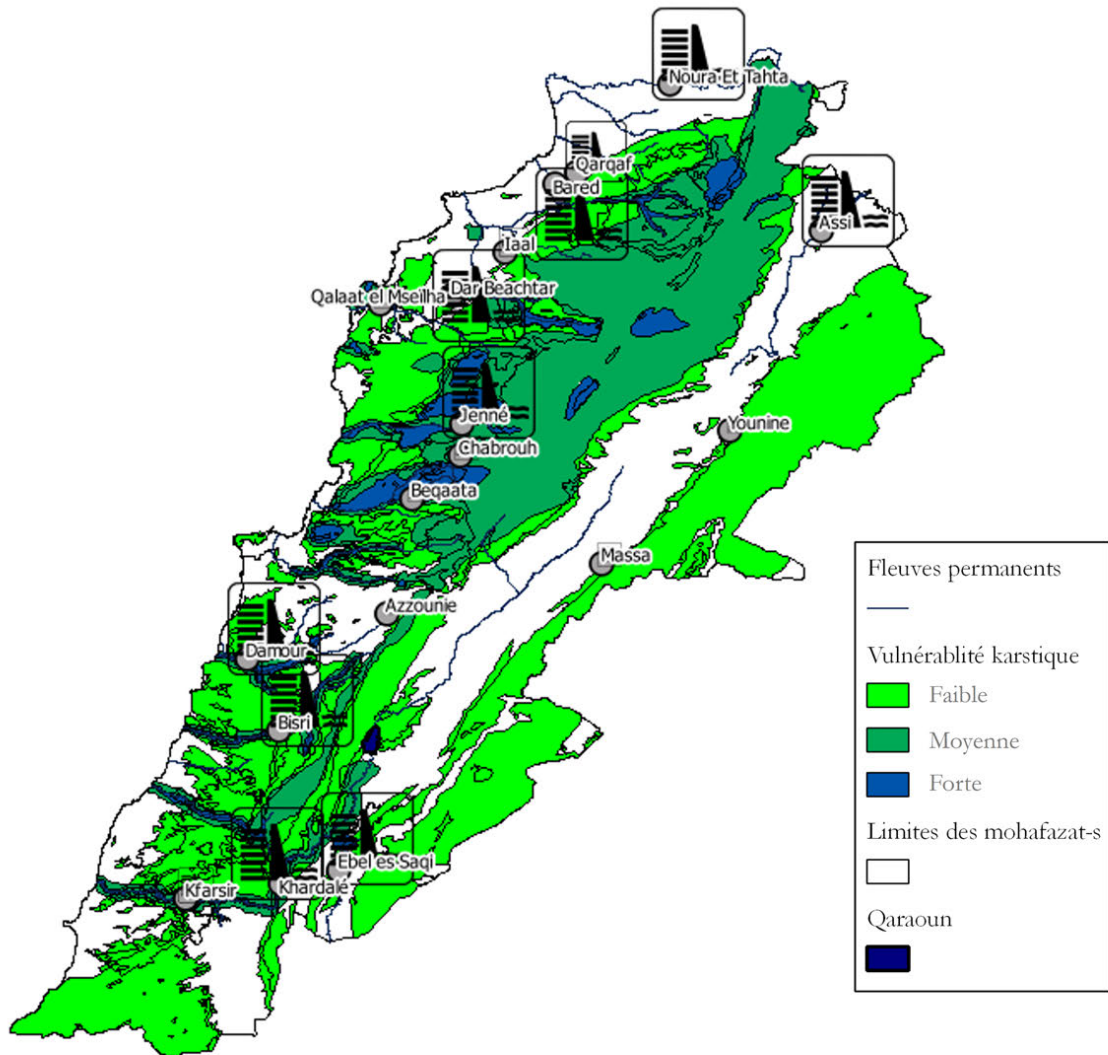 Noura Et Tahta
Qarqaf
Bared
Assi
Iaal
Dar Beachtar
Qalaat el Mseilha
Jenné
Chabrouh
Younine
Beqaata
Massa
Azzounie
Damour
Bisri
Ebel es Saqi
Khardalé
Kfarsir
Fleuves permanents
Vulnérablité karstique
Faible
Moyenne
Forte
Limites des mohafazat-s
Qaraoun